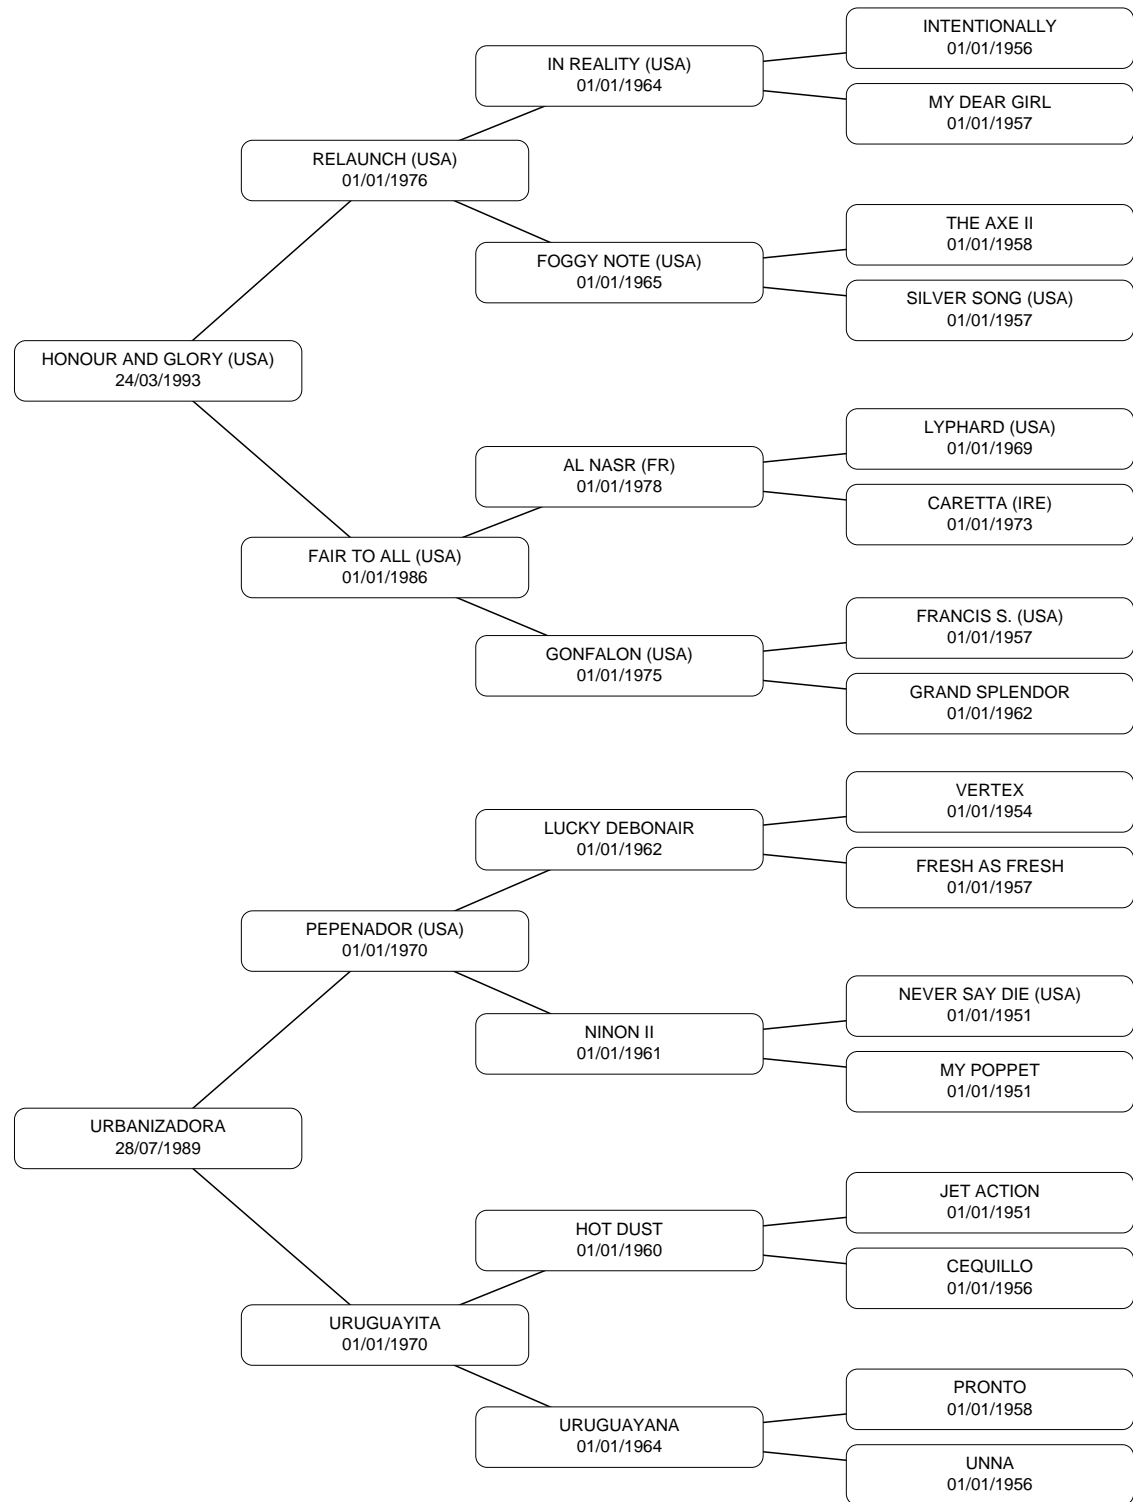 INTENTIONALLY
01/01/1956
IN REALITY (USA)
01/01/1964
MY DEAR GIRL
01/01/1957
RELAUNCH (USA)
01/01/1976
THE AXE II
01/01/1958
FOGGY NOTE (USA)
01/01/1965
SILVER SONG (USA)
01/01/1957
HONOUR AND GLORY (USA)
24/03/1993
LYPHARD (USA)
01/01/1969
AL NASR (FR)
01/01/1978
CARETTA (IRE)
01/01/1973
FAIR TO ALL (USA)
01/01/1986
FRANCIS S. (USA)
01/01/1957
GONFALON (USA)
01/01/1975
GRAND SPLENDOR
01/01/1962
VERTEX
01/01/1954
LUCKY DEBONAIR
01/01/1962
FRESH AS FRESH
01/01/1957
PEPENADOR (USA)
01/01/1970
NEVER SAY DIE (USA)
01/01/1951
NINON II
01/01/1961
MY POPPET
01/01/1951
URBANIZADORA
28/07/1989
JET ACTION
01/01/1951
HOT DUST
01/01/1960
CEQUILLO
01/01/1956
URUGUAYITA
01/01/1970
PRONTO
01/01/1958
URUGUAYANA
01/01/1964
UNNA
01/01/1956